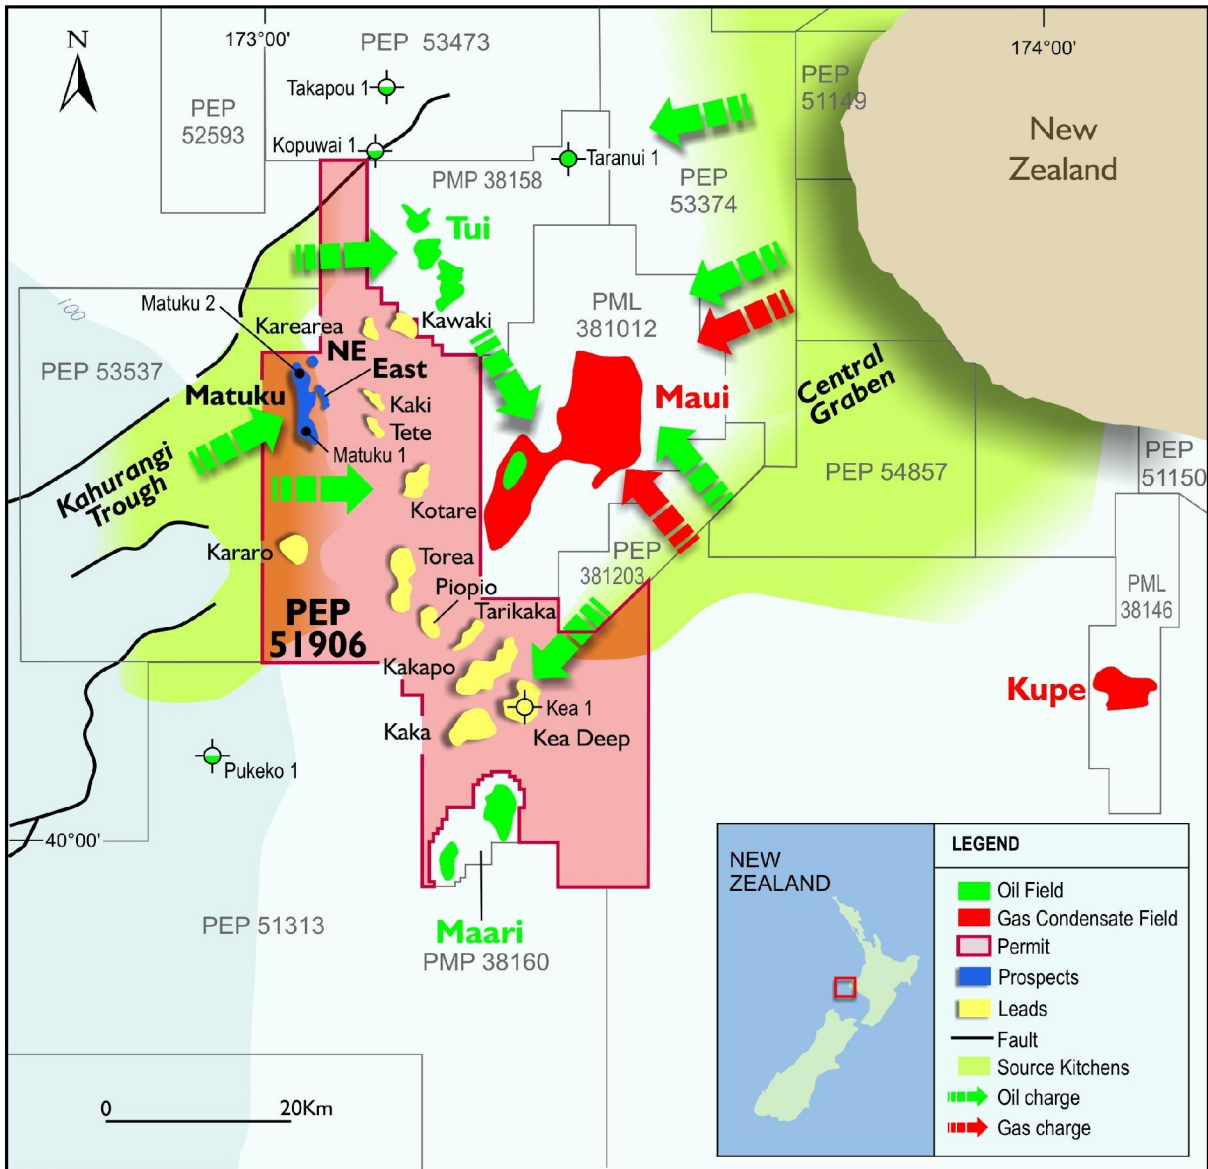 N
173°00'
PEP 53473
174°00'
PEP
51149
Takapou 1
PEP
52593
New
Zealand
Kopuwai 1
Taranui 1
PMP 38158
PEP
53374
Tui
100
Matuku 2
Karearea
Kawaki
PML
381012
NE
East
PEP 53537
Matuku
Central
Graben
Maui
Kaki
Tete
Matuku 1
Kahurangi
Trough
PEP 54857
PEP
51150
Kotare
Kararo
Torea
PEP
381203
Piopio
Tarikaka
PML
38146
PEP
51906
Kakapo
Kupe
Kea 1
Kaka
Kea Deep
Pukeko 1
40°00'
PEP 51313
Maari
PMP 38160
0 20Km
NEW
ZEALAND
LEGEND
Oil Field
Gas Condensate Field
Permit
Prospects
Leads
Fault
Source Kitchens
Oil charge
Gas charge